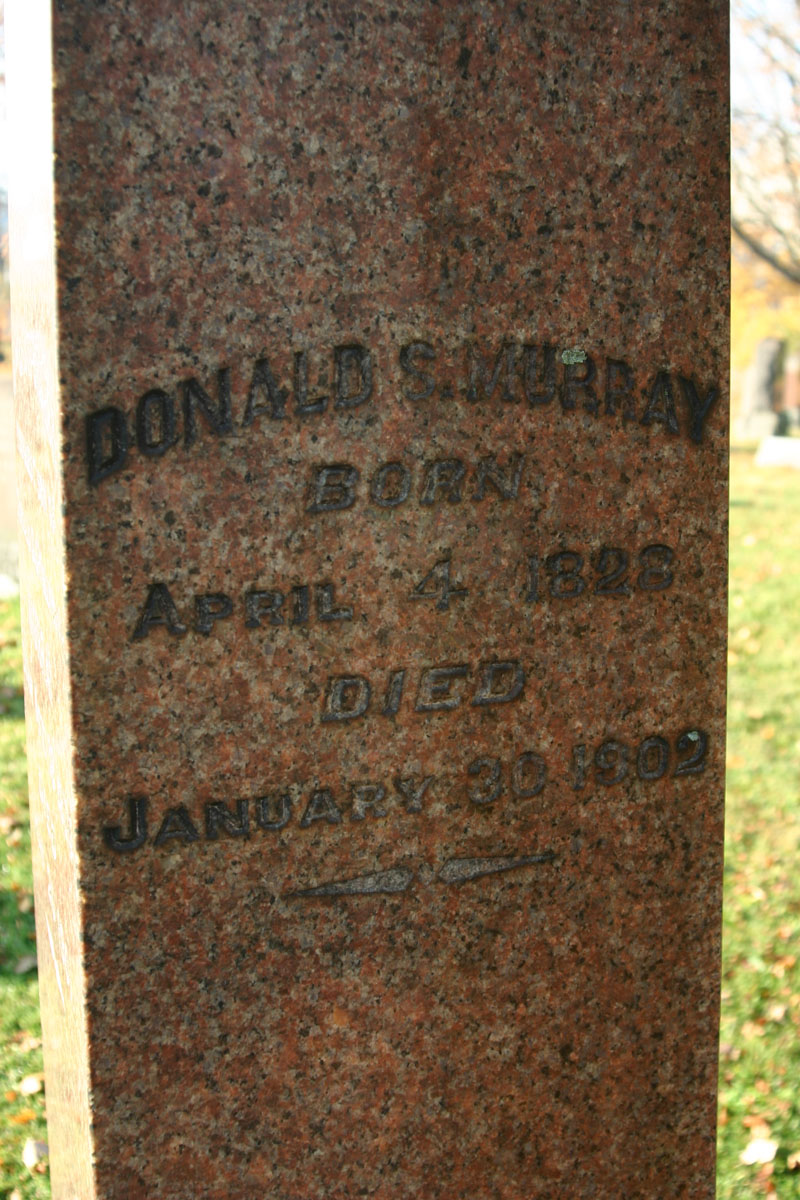 DONALD S. MURRAY
BORN
APRIL 4 1828
DIED
JANUARY 30 1902